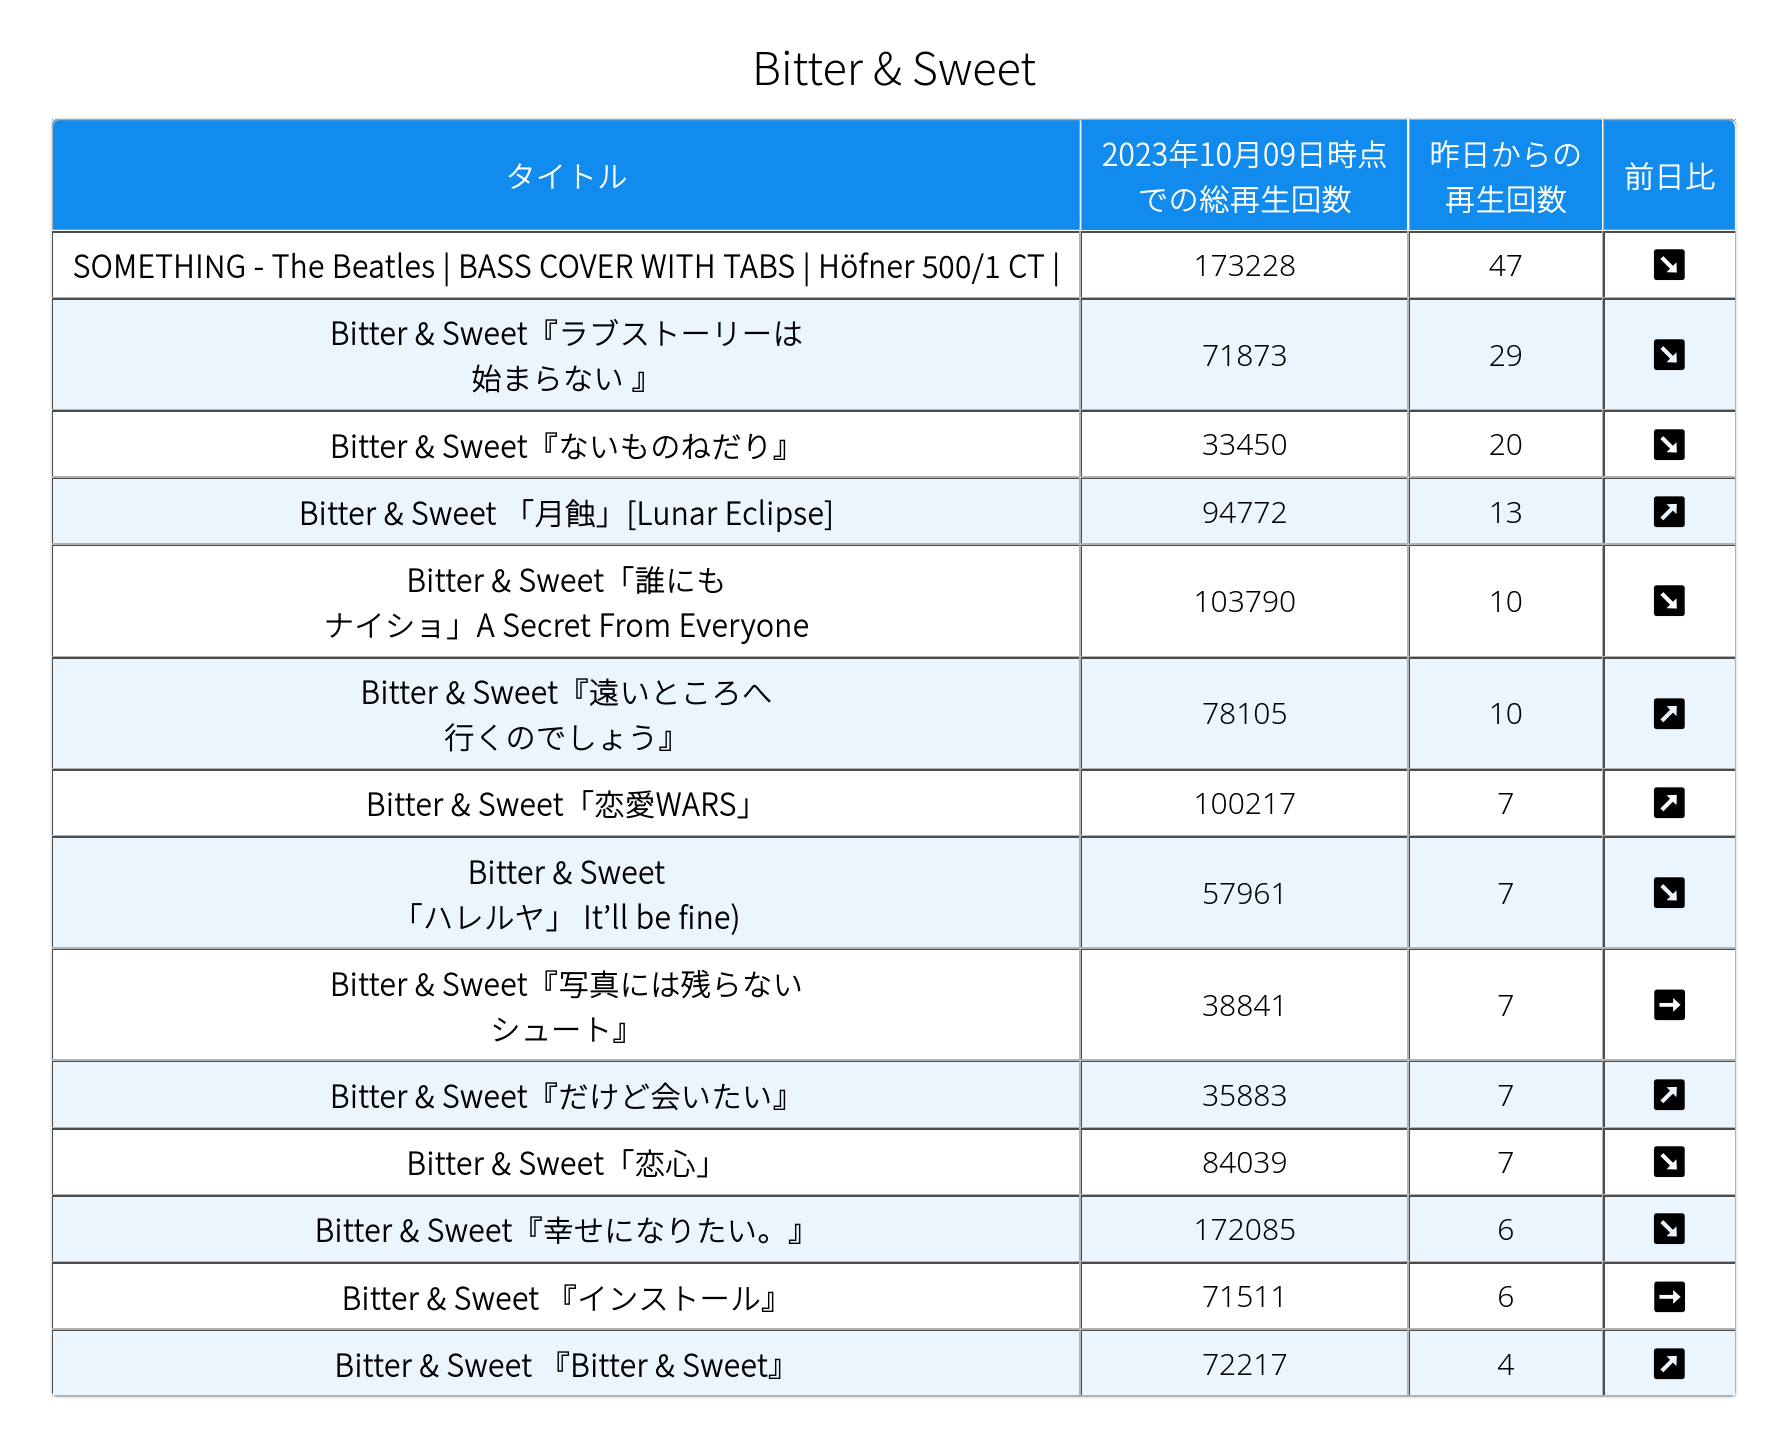 Bitter & Sweet
タイトル
2023年10月09日時点
での総再生回数
昨日からの
再生回数
前日比
SOMETHING - The Beatles | BASS COVER WITH TABS | Höfner 500/1 CT |
173228
47
Bitter & Sweet『ラブストーリーは
始まらない 』
71873
29
Bitter & Sweet『ないものねだり』
33450
20
Bitter & Sweet 「月蝕」[Lunar Eclipse]
94772
13
Bitter & Sweet「誰にも
ナイショ」A Secret From Everyone
103790
10
Bitter & Sweet『遠いところへ
行くのでしょう』
78105
10
Bitter & Sweet「恋愛WARS」
100217
7
Bitter & Sweet
「ハレルヤ」 It’ll be fine)
57961
7
Bitter & Sweet『写真には残らない
シュート』
38841
7
Bitter & Sweet『だけど会いたい』
35883
7
Bitter & Sweet「恋心」
84039
7
Bitter & Sweet『幸せになりたい。』
172085
6
Bitter & Sweet 『インストール』
71511
6
Bitter & Sweet 『Bitter & Sweet』
72217
4